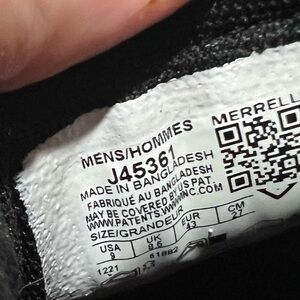 MENS/HOMMES
MERRELL
J45361
MADE IN BANGLADESH
FABRIQUÉ AU BANGLADESH
MAY BE COVERED BY US PAT.
WWW.PATENTS.WWWINC.COM
SIZE/GRANDEUR
USA UK EUR CM
9 8.5 43 27
1221